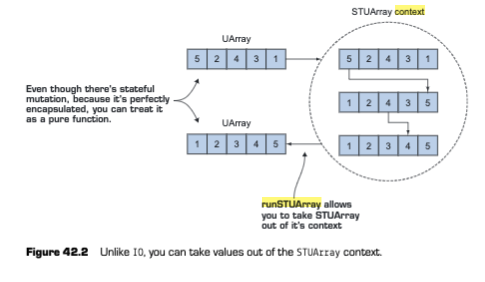 STUArray context
UArray
5 2 4 3 1
5 2 4 3 1
Even though there's stateful
mutation, because it's perfectly
encapsulated, you can treat it
as a pure function.
1 2 4 3 5
UArray
1 2 3 4 5
1 2 3 4 5
runSTUArray allows
you to take STUArray
out of it's context
Figure 42.2 Unlike IO, you can take values out of the STUArray context.